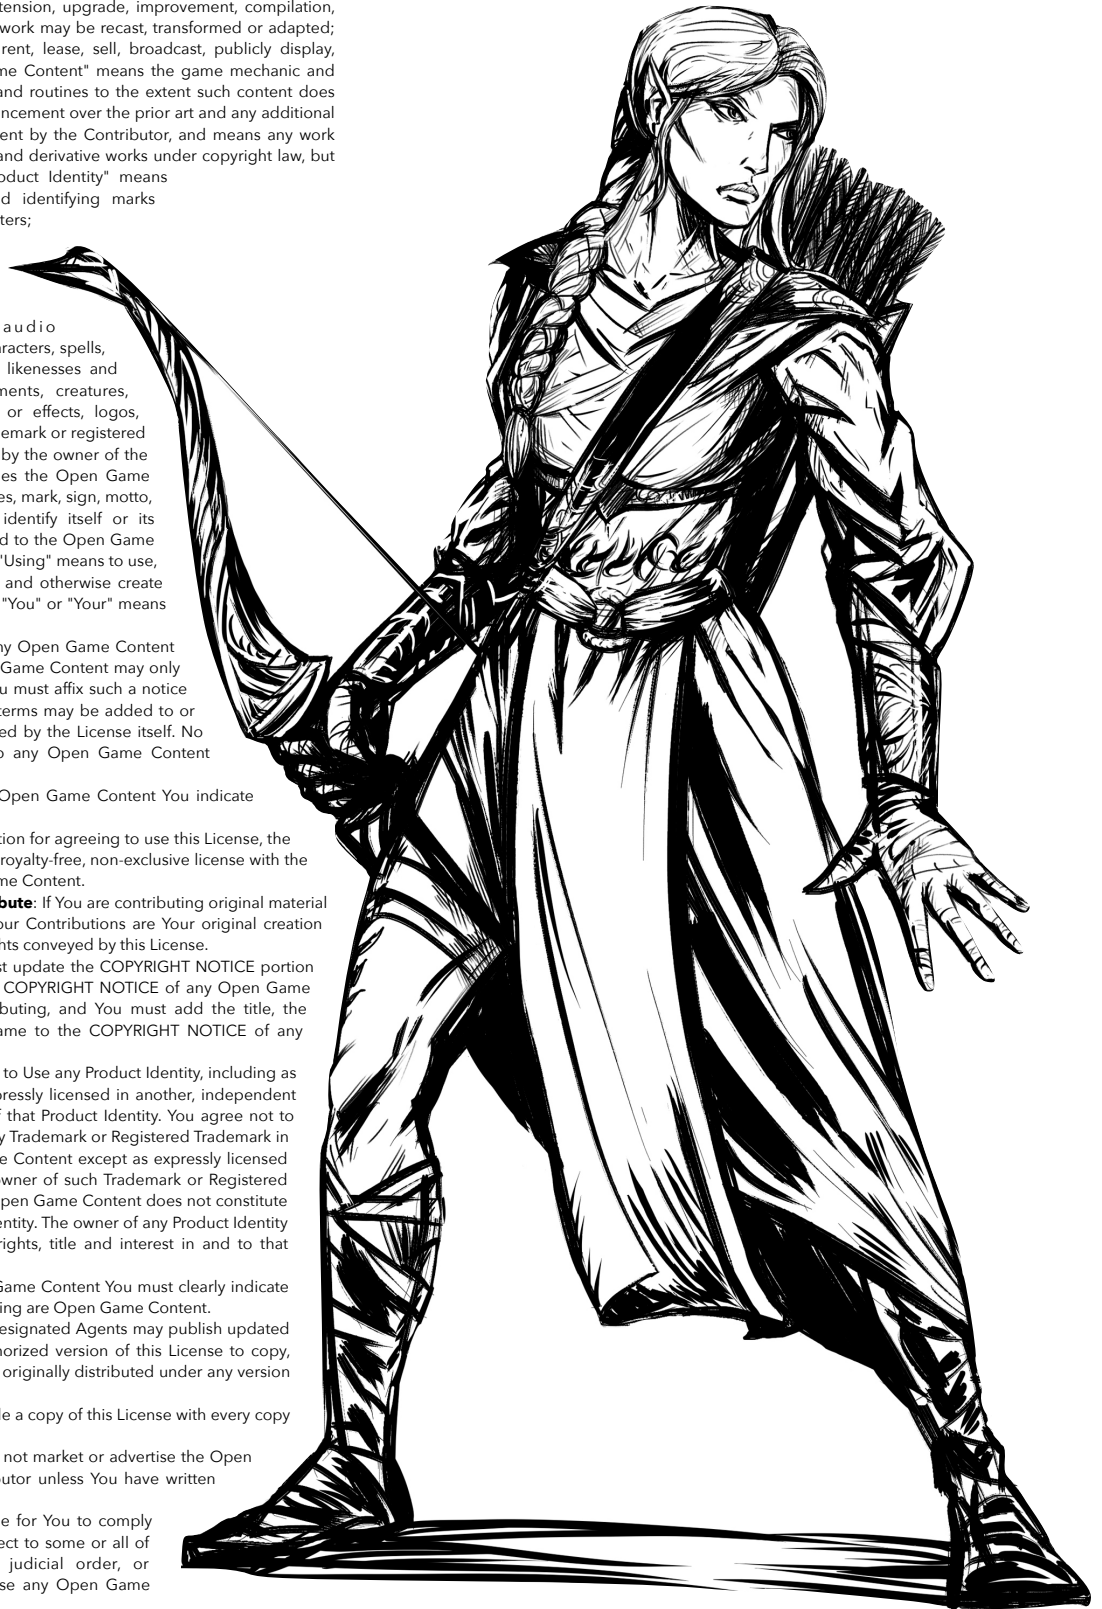 tension, upgrade, improvement, compilation,
work may be recast, transformed or adapted;
rent, lease, sell, broadcast, publicly display,
me Content" means the game mechanic and
and routines to the extent such content does
ncement over the prior art and any additional
ent by the Contributor, and means any work
and derivative works under copyright law, but
oduct Identity" means
d identifying marks
ters;
audio
racters, spells,
likenesses and
ments, creatures,
or effects, logos,
emark or registered
by the owner of the
es the Open Game
es, mark, sign, motto,
identify itself or its
d to the Open Game
"Using" means to use,
and otherwise create
"You" or "Your" means
ny Open Game Content
Game Content may only
u must affix such a notice
terms may be added to or
ed by the License itself. No
o any Open Game Content
Open Game Content You indicate
tion for agreeing to use this License, the
royalty-free, non-exclusive license with the
me Content.
bute: If You are contributing original material
our Contributions are Your original creation
hts conveyed by this License.
st update the COPYRIGHT NOTICE portion
COPYRIGHT NOTICE of any Open Game
buting, and You must add the title, the
ame to the COPYRIGHT NOTICE of any
to Use any Product Identity, including as
pressly licensed in another, independent
f that Product Identity. You agree not to
y Trademark or Registered Trademark in
e Content except as expressly licensed
owner of such Trademark or Registered
pen Game Content does not constitute
entity. The owner of any Product Identity
rights, title and interest in and to that
Game Content You must clearly indicate
ing are Open Game Content.
esignated Agents may publish updated
horized version of this License to copy,
originally distributed under any version
le a copy of this License with every copy
not market or advertise the Open
butor unless You have written
e for You to comply
ect to some or all of
judicial order, or
se any Open Game